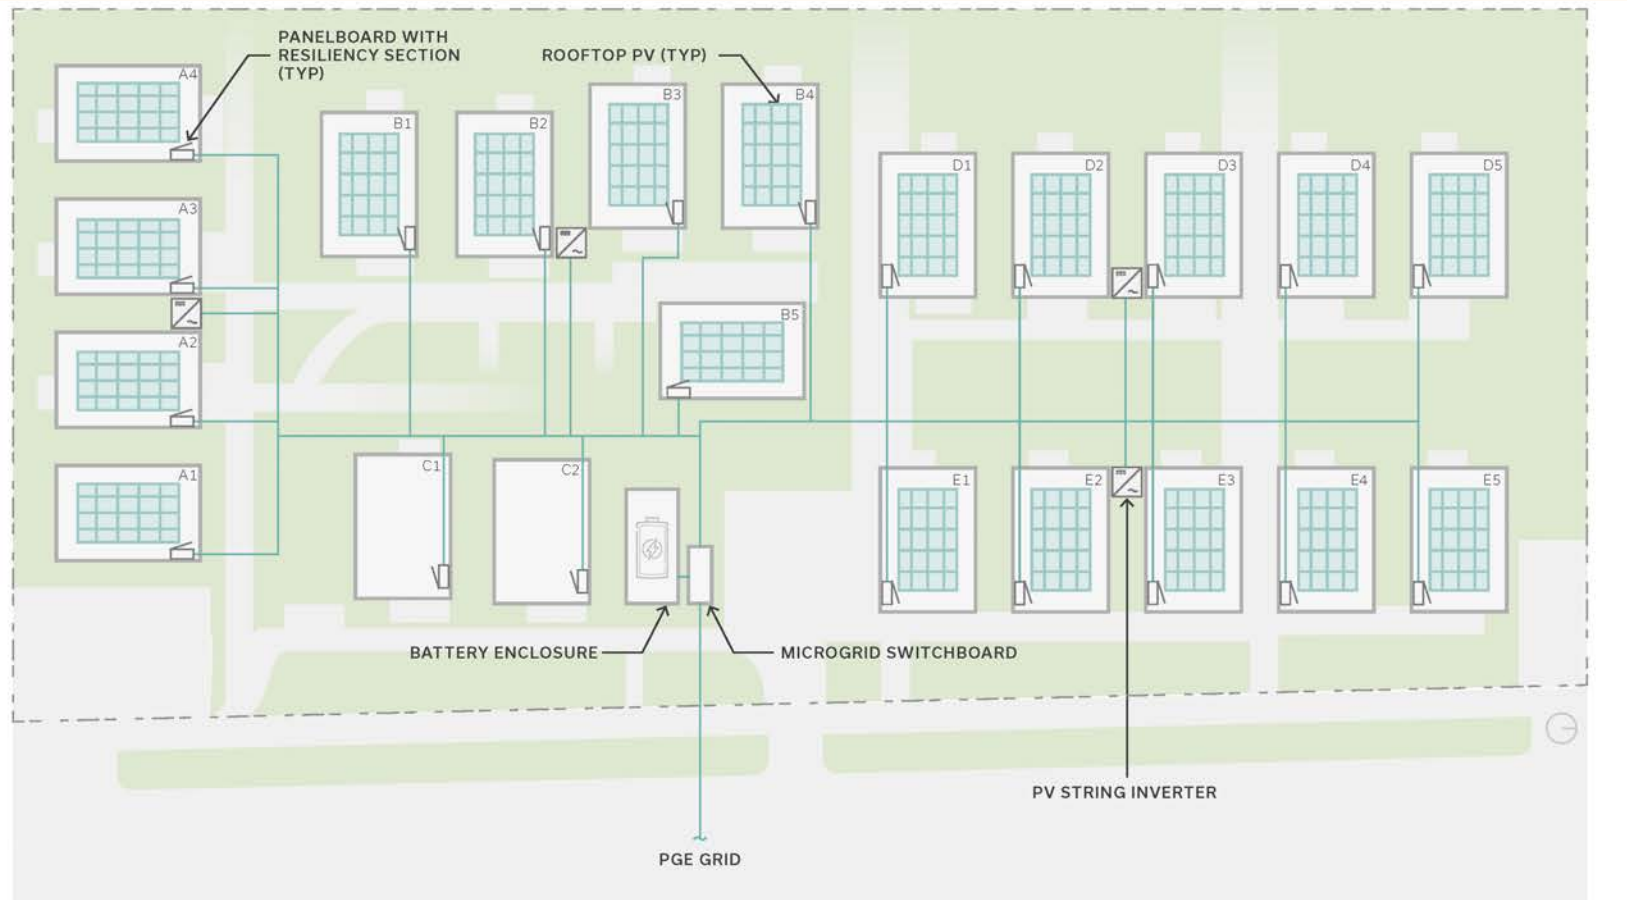 PANELBOARD WITH
RESILIENCY SECTION
(TYP)
ROOFTOP PV (TYP)
A4
B1
B2
B3
B4
D1
D2
D3
D4
D5
A3
A2
B5
A1
C1
C2
E1
E2
E3
E4
E5
BATTERY ENCLOSURE
MICROGRID SWITCHBOARD
PV STRING INVERTER
PGE GRID